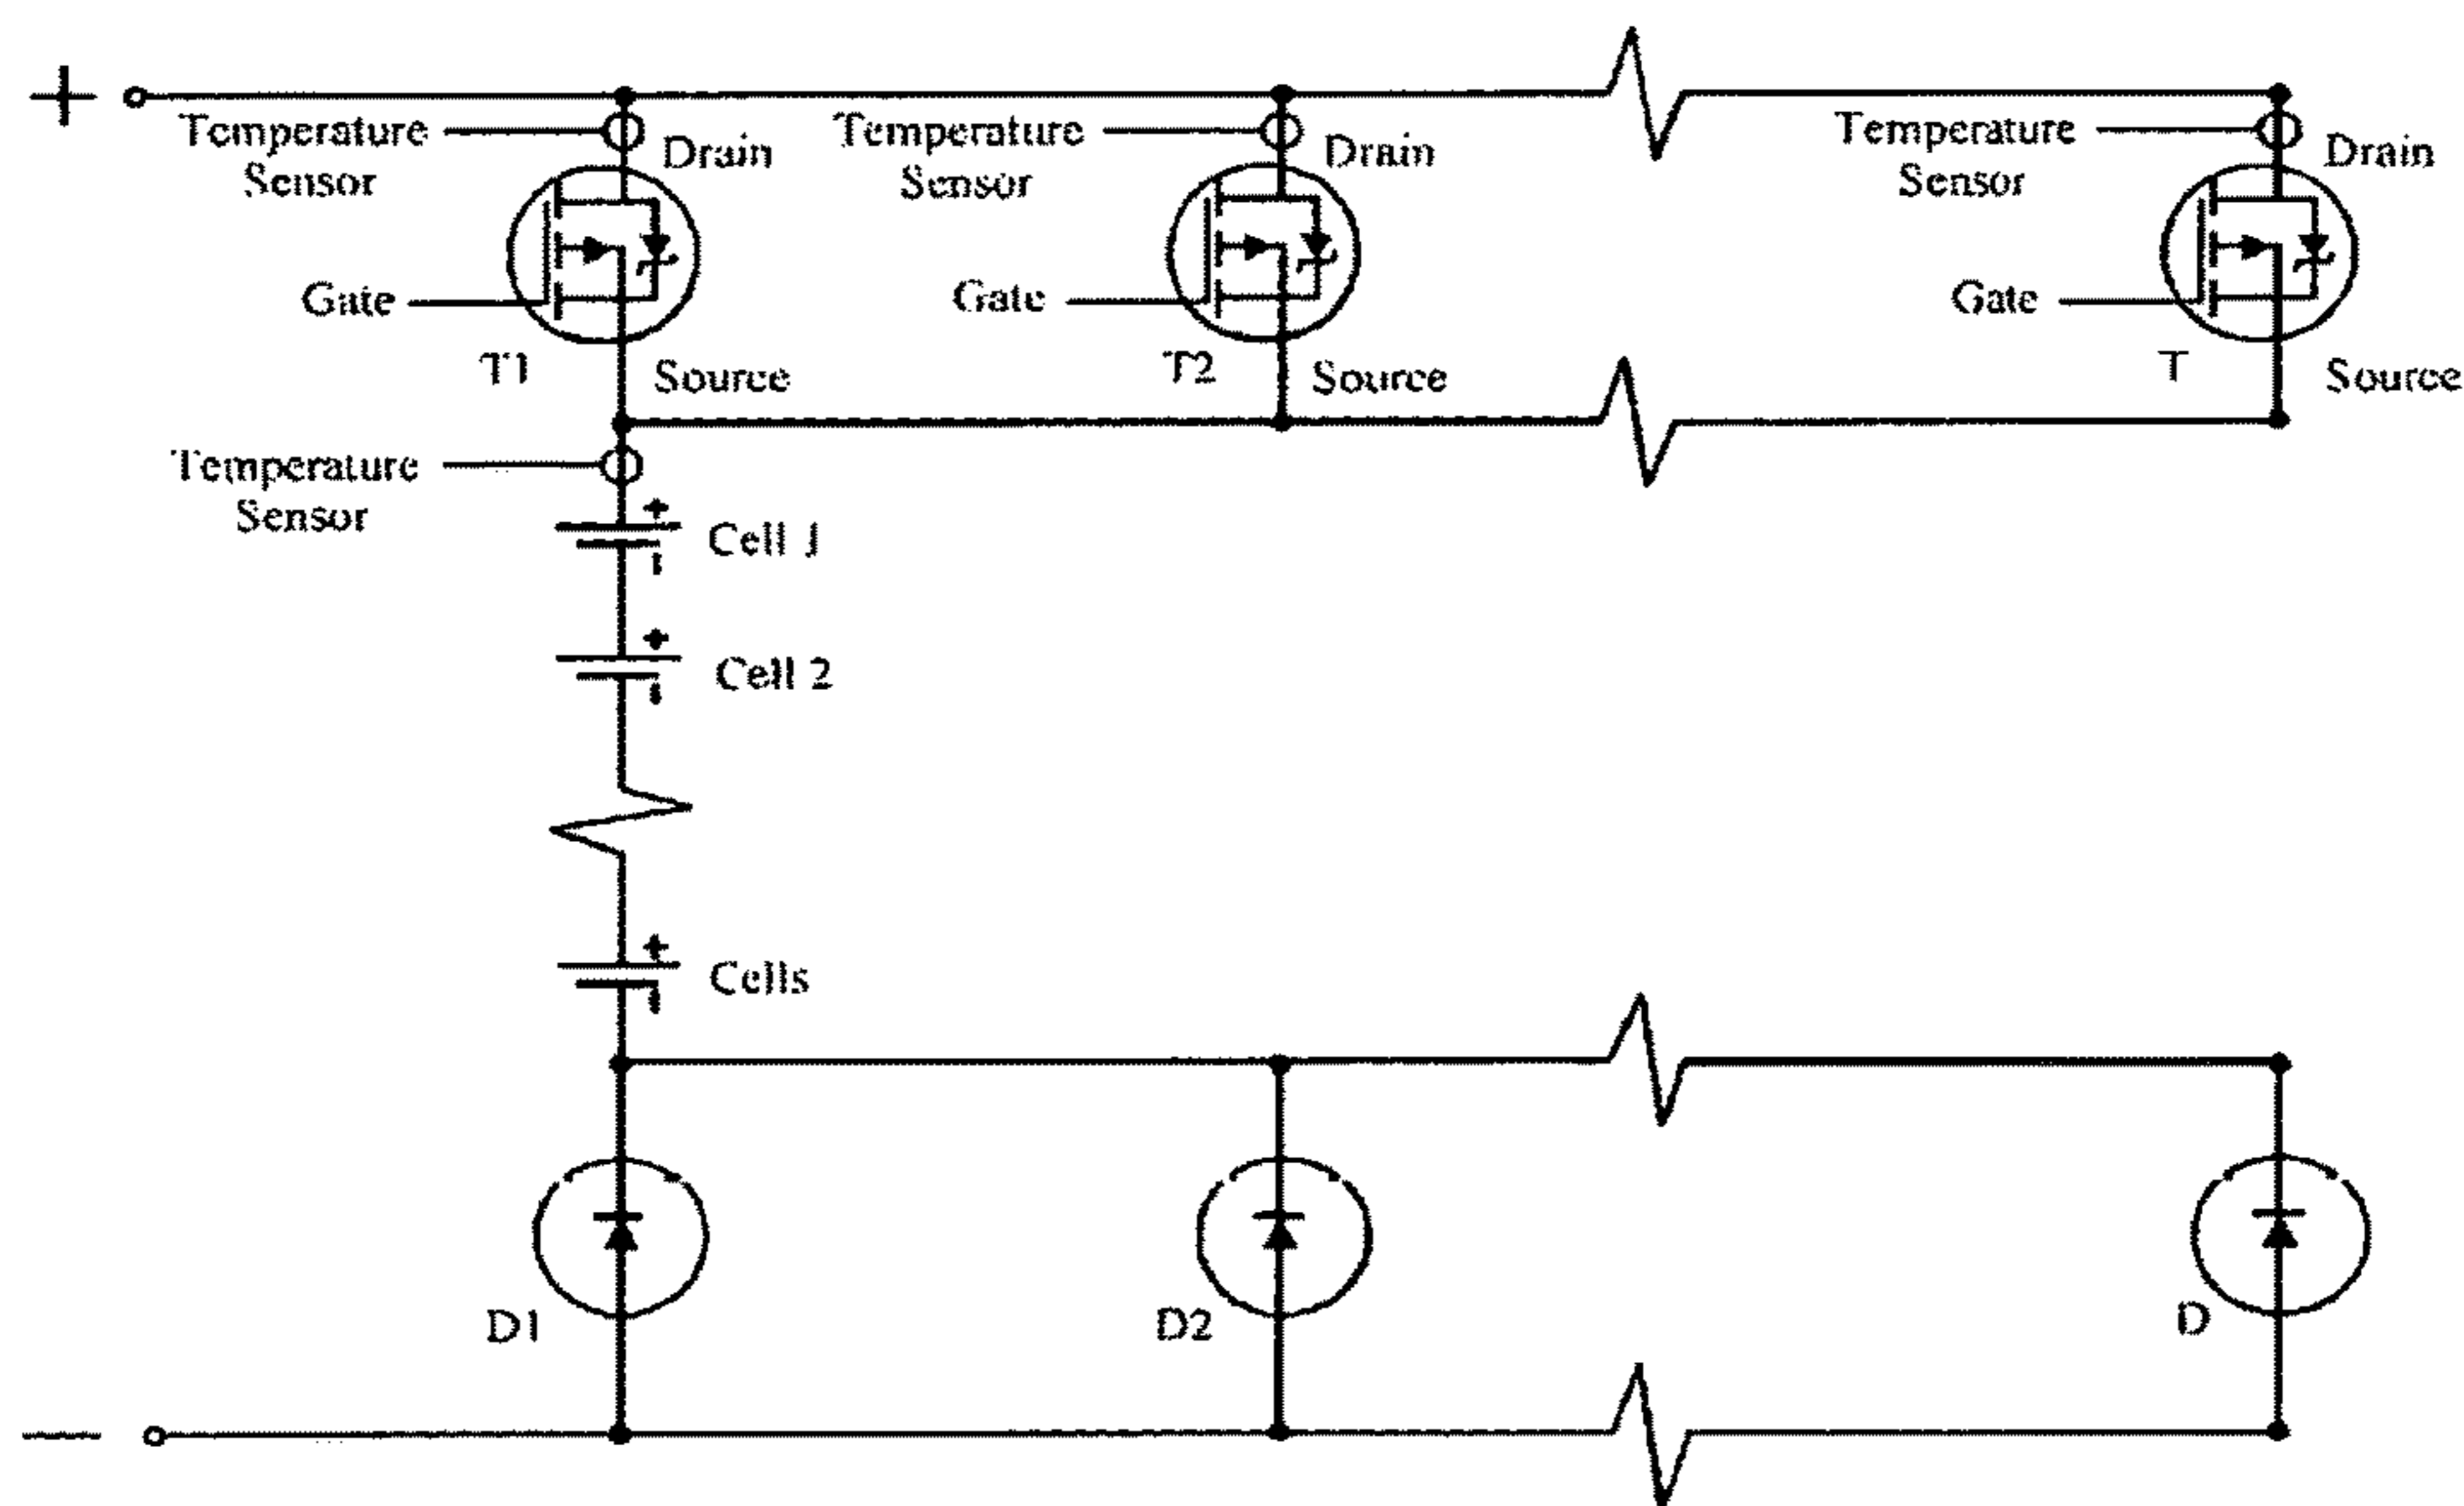 +
Temperature
Sensor
Drain
Temperature
Sensor
Drain
Temperature
Sensor
Drain
Gate
Gate
Gate
T1
Source
T2
Source
T
Source
Temperature
Sensor
+
Cell 1
-
+
Cell 2
-
+
Cells
-
D1
D2
D
—